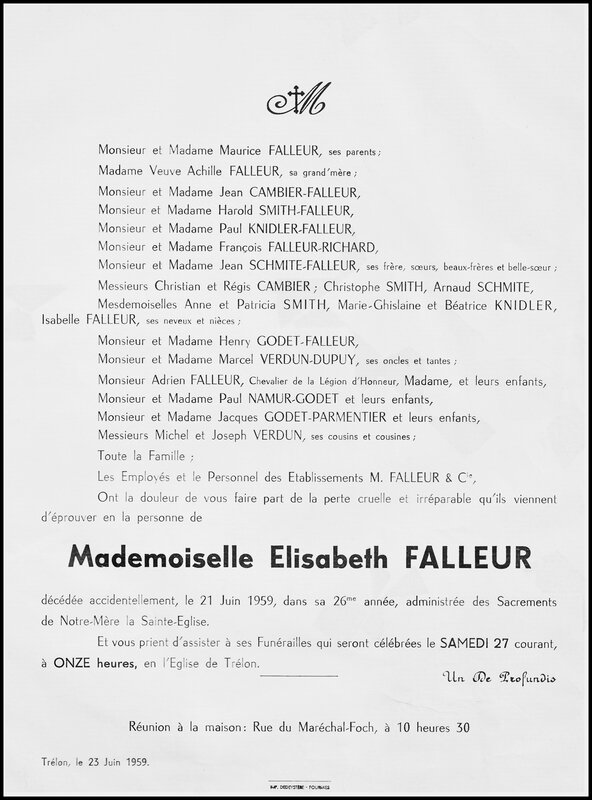 M
Monsieur et Madame Maurice FALLEUR, ses parents ;
Madame Veuve Achille FALLEUR, sa grand'mère ;
Monsieur et Madame Jean CAMBIER-FALLEUR,
Monsieur et Madame Harold SMITH-FALLEUR,
Monsieur et Madame Paul KNIDLER-FALLEUR,
Monsieur et Madame François FALLEUR-RICHARD,
Monsieur et Madame Jean SCHMITE-FALLEUR, ses frère, sœurs, beaux-frères et belle-sœur ;
Messieurs Christian et Régis CAMBIER ; Christophe SMITH, Arnaud SCHMITE,
Mesdemoiselles Anne et Patricia SMITH, Marie-Ghislaine et Béatrice KNIDLER,
Isabelle FALLEUR, ses neveux et nièces ;
Monsieur et Madame Henry GODET-FALLEUR,
Monsieur et Madame Marcel VERDUN-DUPUY, ses oncles et tantes ;
Monsieur Adrien FALLEUR, Chevalier de la Légion d'Honneur, Madame, et leurs enfants,
Monsieur et Madame Paul NAMUR-GODET et leurs enfants,
Monsieur et Madame Jacques GODET-PARMENTIER et leurs enfants,
Messieurs Michel et Joseph VERDUN, ses cousins et cousines ;
Toute la Famille ;
Les Employés et le Personnel des Etablissements M. FALLEUR & Cie,
Ont la douleur de vous faire part de la perte cruelle et irréparable qu'ils viennent
d'éprouver en la personne de
Mademoiselle Elisabeth FALLEUR
décédée accidentellement, le 21 Juin 1959, dans sa 26me année, administrée des Sacrements
de Notre-Mère la Sainte-Eglise.
Et vous prient d'assister à ses Funérailles qui seront célébrées le SAMEDI 27 courant,
à ONZE heures, en l'Eglise de Trélon.
Un De Profundis
Réunion à la maison : Rue du Maréchal-Foch, à 10 heures 30
Trélon, le 23 Juin 1959.
IMP. - FOURMIES